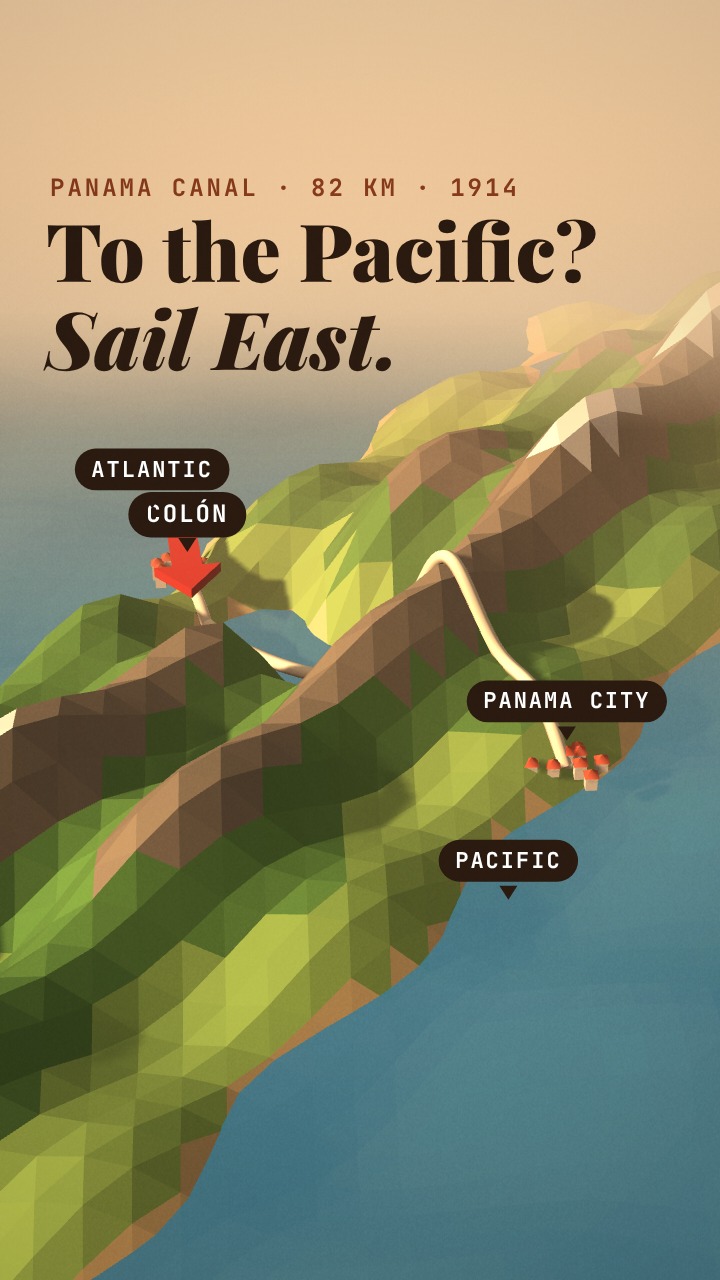 PANAMA CANAL · 82 KM · 1914
To the Pacific?
Sail East.
ATLANTIC
COLÓN
PANAMA CITY
PACIFIC